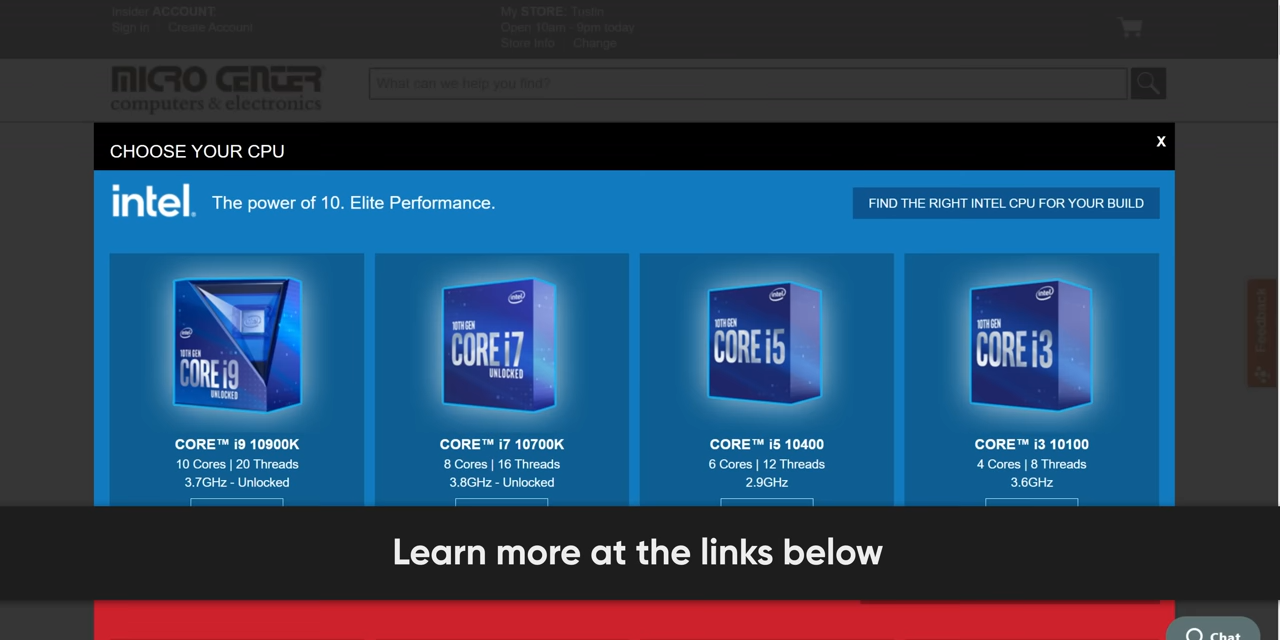 Insider ACCOUNT:
Sign in Create Account
My STORE: Tustin
Open 10am - 9pm today
Store Info Change
MICRO CENTER
computers & electronics
What can we help you find?
CHOOSE YOUR CPU
X
intel.
The power of 10. Elite Performance.
FIND THE RIGHT INTEL CPU FOR YOUR BUILD
intel
10TH GEN
CORE i9
UNLOCKED
intel
10TH GEN
CORE i7
UNLOCKED
intel
10TH GEN
CORE i5
intel
10TH GEN
CORE i3
CORE™ i9 10900K
10 Cores | 20 Threads
3.7GHz - Unlocked
CORE™ i7 10700K
8 Cores | 16 Threads
3.8GHz - Unlocked
CORE™ i5 10400
6 Cores | 12 Threads
2.9GHz
CORE™ i3 10100
4 Cores | 8 Threads
3.6GHz
Feedback
Learn more at the links below
Chat